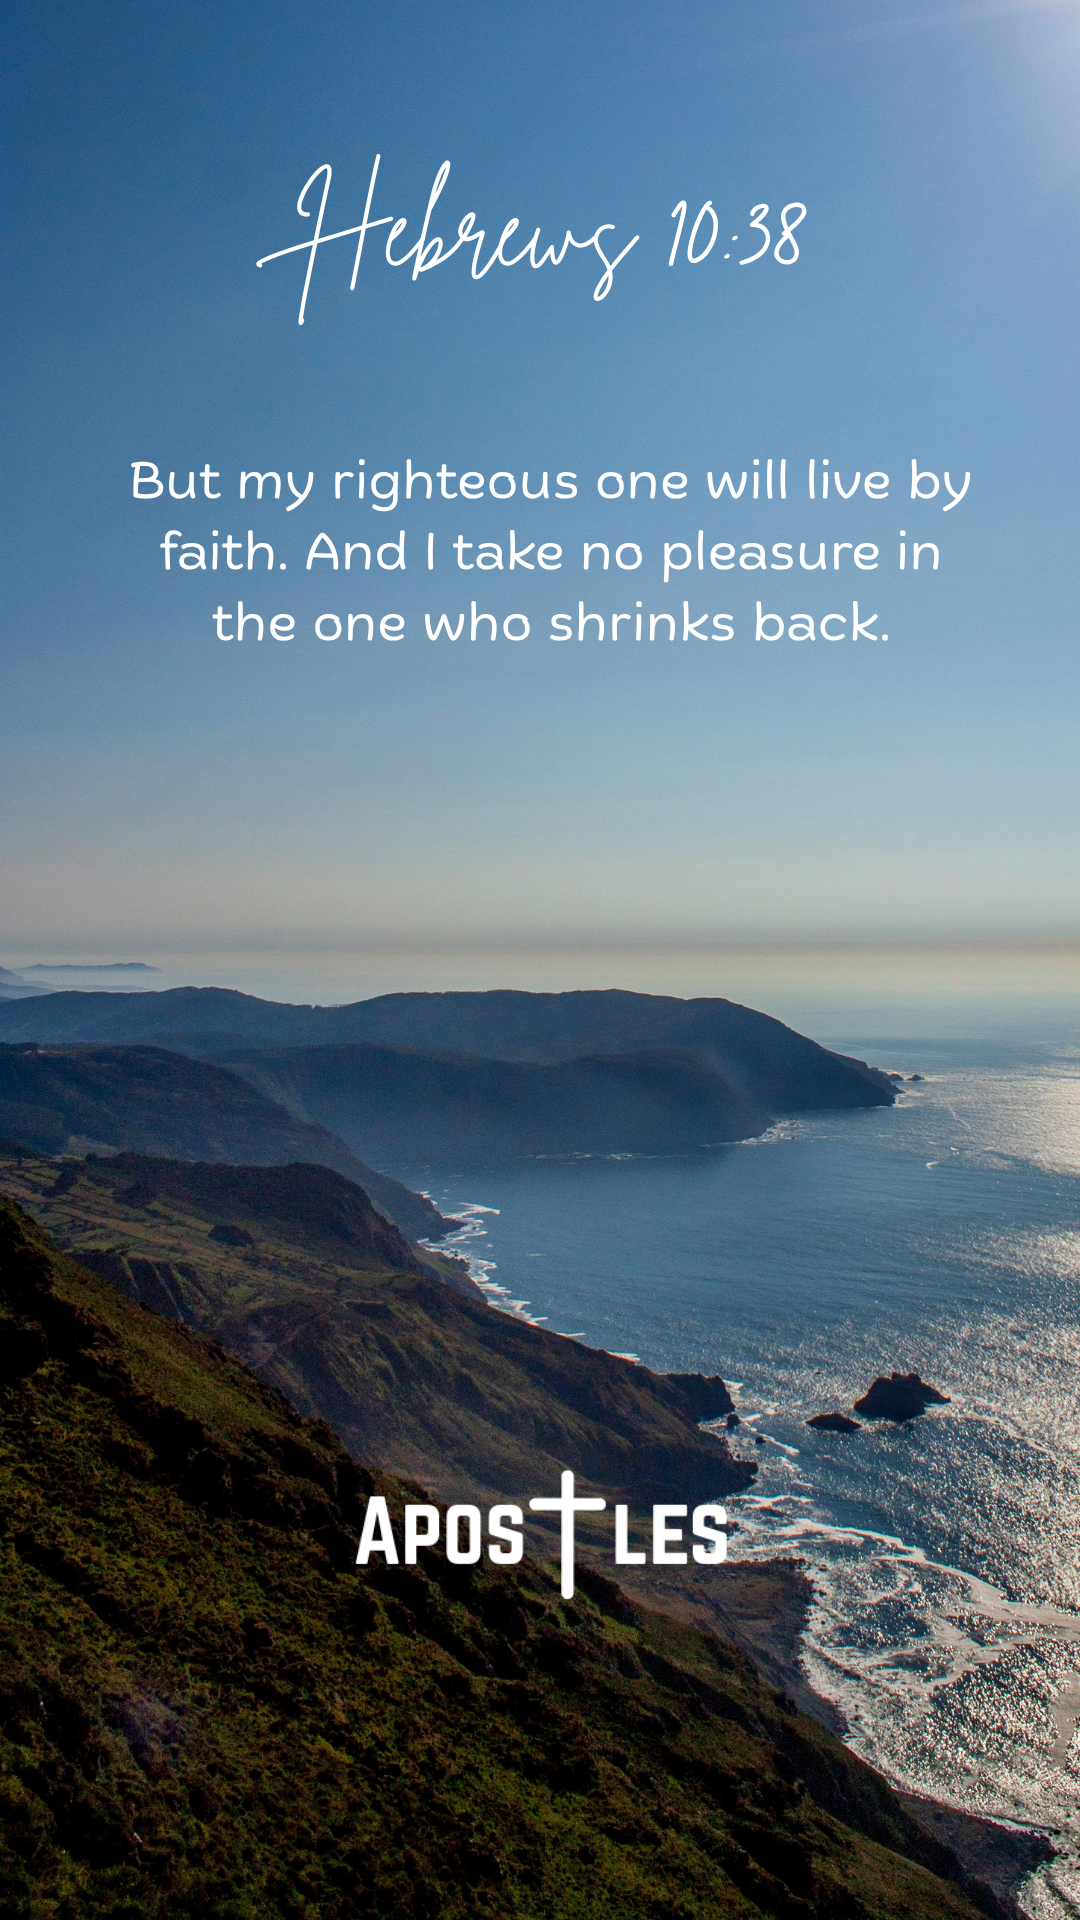 Hebrews 10:38
But my righteous one will live by
faith. And I take no pleasure in
the one who shrinks back.
APOSTLES